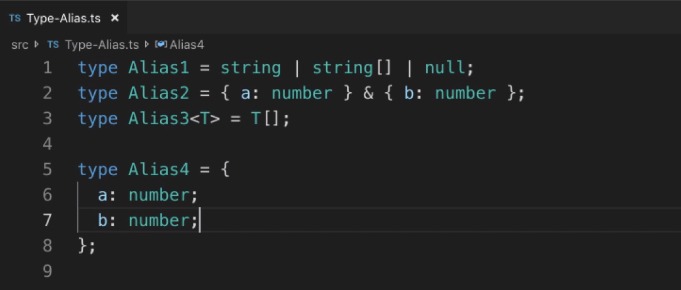 TS Type-Alias.ts ×
src TS Type-Alias.ts Alias4
1 type Alias1 = string | string[] | null;
2 type Alias2 = { a: number } & { b: number };
3 type Alias3<T> = T[];
4
5 type Alias4 = {
6   a: number;
7   b: number;
8 };
9